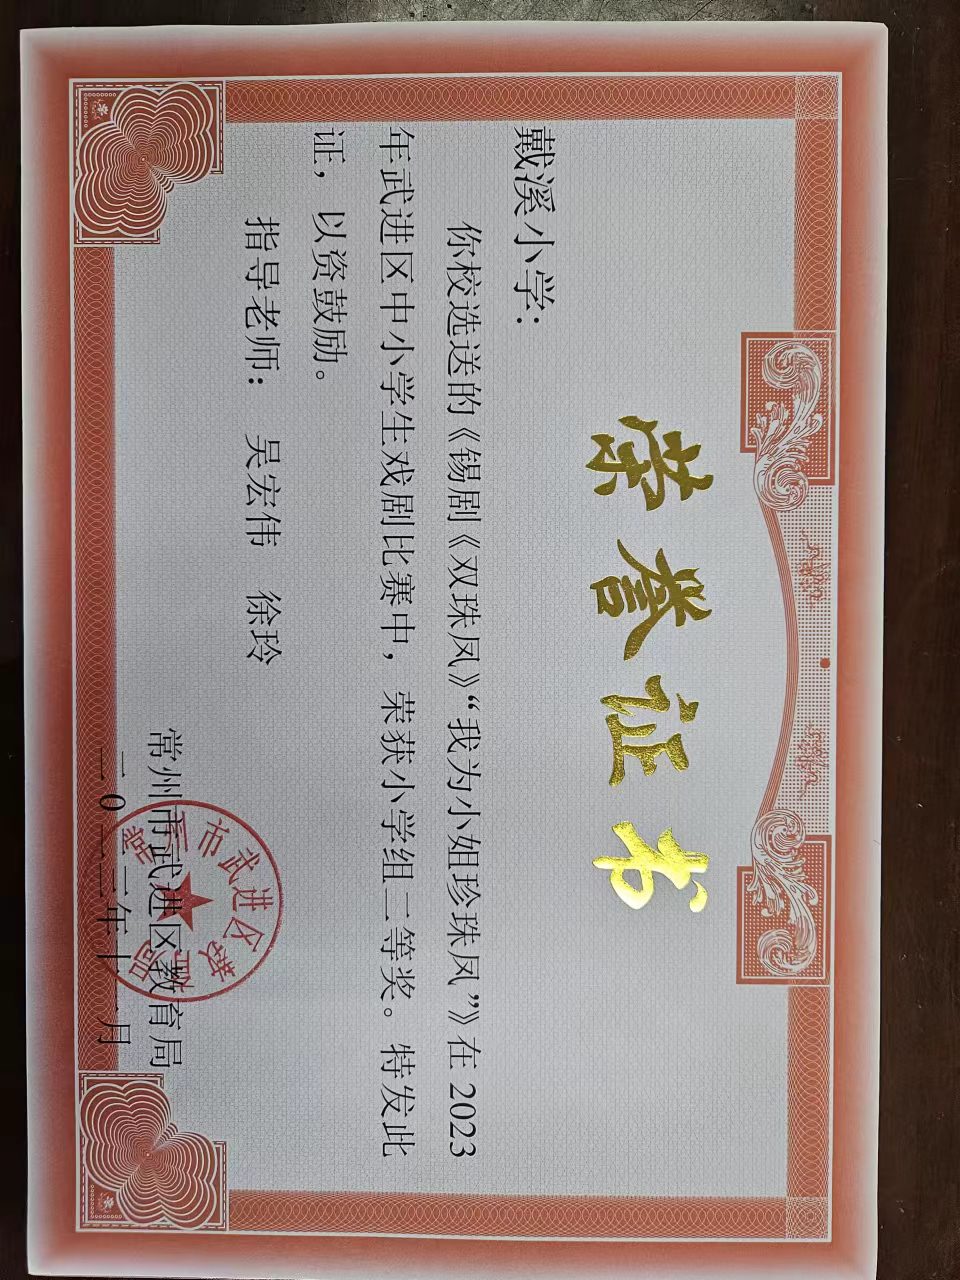 荣誉证书
戴溪小学：
你校选送的《锡剧《双珠凤》“我为小姐珍珠凤”》在2023
年武进区中小学生戏剧比赛中，荣获小学组二等奖。特发此
证，以资鼓励。
指导老师： 吴宏伟 徐玲
常州市武进区教育局
二〇二三年十二月